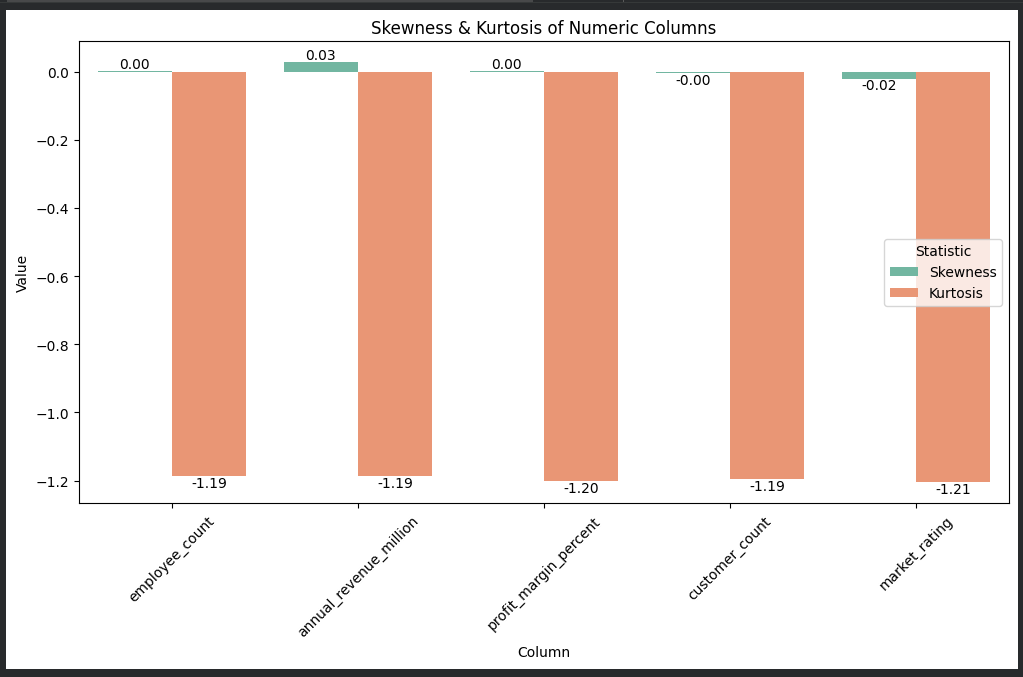 Skewness & Kurtosis of Numeric Columns
0.00
0.03
0.00
-0.00
-0.02
0.0
−0.2
−0.4
−0.6
−0.8
−1.0
−1.2
Value
Statistic
Skewness
Kurtosis
-1.19
-1.19
-1.20
-1.19
-1.21
employee_count
annual_revenue_million
profit_margin_percent
customer_count
market_rating
Column